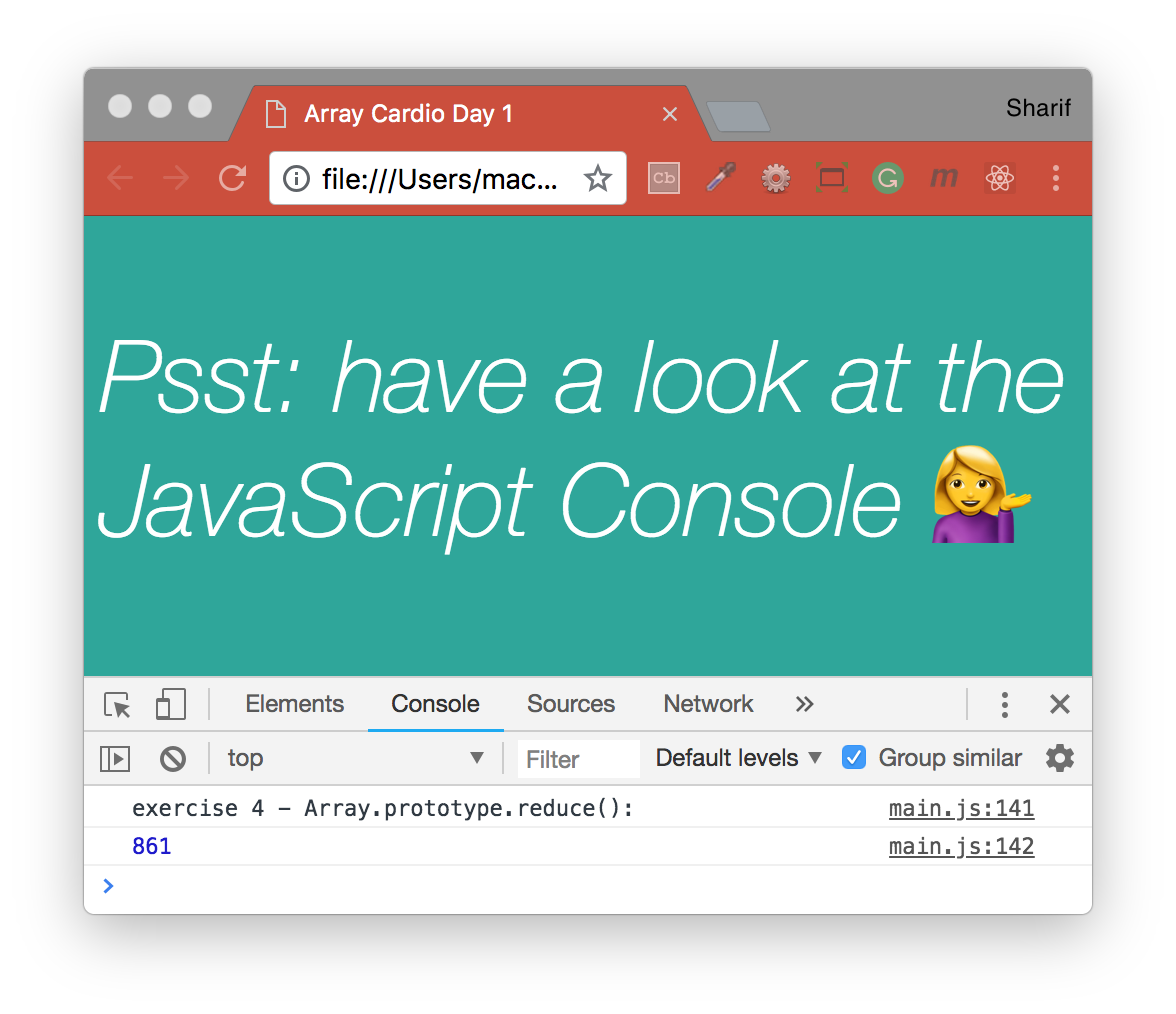 Array Cardio Day 1
Sharif
file:///Users/mac...
Cb
G
m
Psst: have a look at the
JavaScript Console 💁‍♀️
Elements Console Sources Network »
top Filter Default levels Group similar
exercise 4 - Array.prototype.reduce(): main.js:141
861 main.js:142